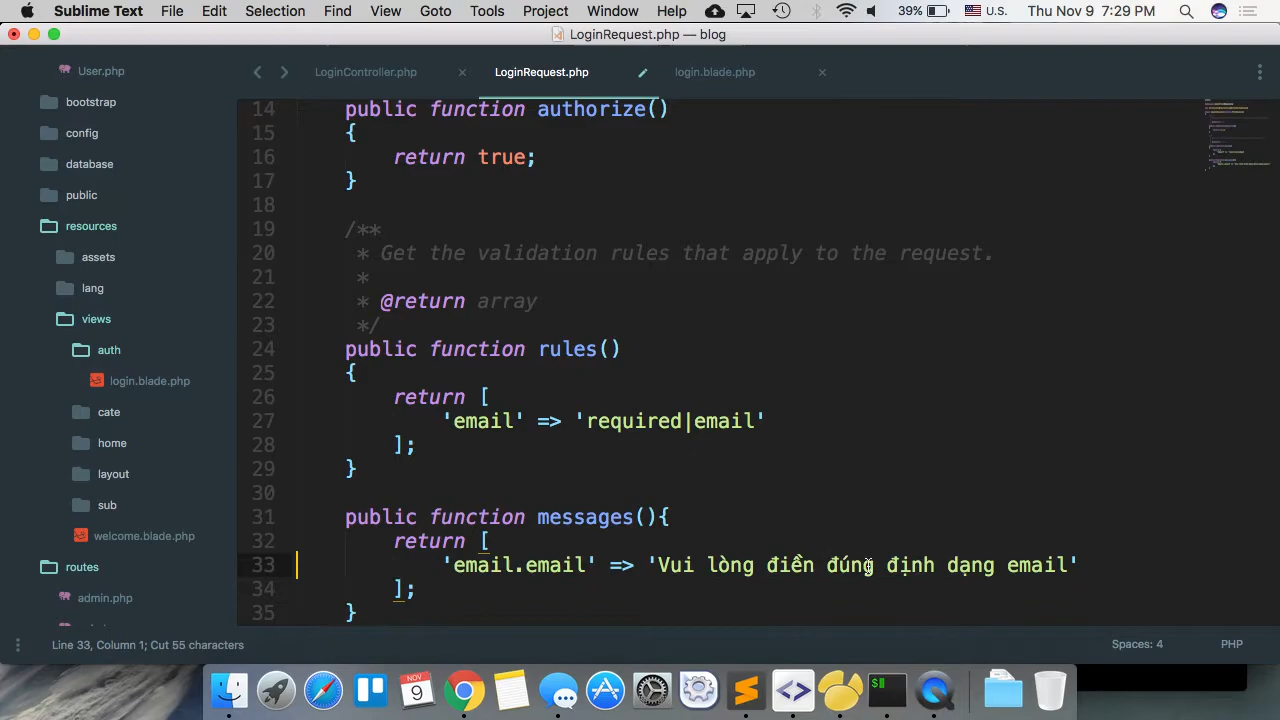 Sublime Text File Edit Selection Find View Goto Tools Project Window Help 39% U.S. Thu Nov 9 7:29 PM
LoginRequest.php — blog
LoginController.php LoginRequest.php login.blade.php
User.php
bootstrap
config
database
public
resources
assets
lang
views
auth
login.blade.php
cate
home
layout
sub
welcome.blade.php
routes
admin.php
14 public function authorize()
15 {
16 return true;
17 }
18
19 /**
20 * Get the validation rules that apply to the request.
21 *
22 * @return array
23 */
24 public function rules()
25 {
26 return [
27 'email' => 'required|email'
28 ];
29 }
30
31 public function messages(){
32 return [
33 'email.email' => 'Vui lòng điền đúng định dạng email'
34 ];
35 }
Line 33, Column 1; Cut 55 characters Spaces: 4 PHP
NOV
9